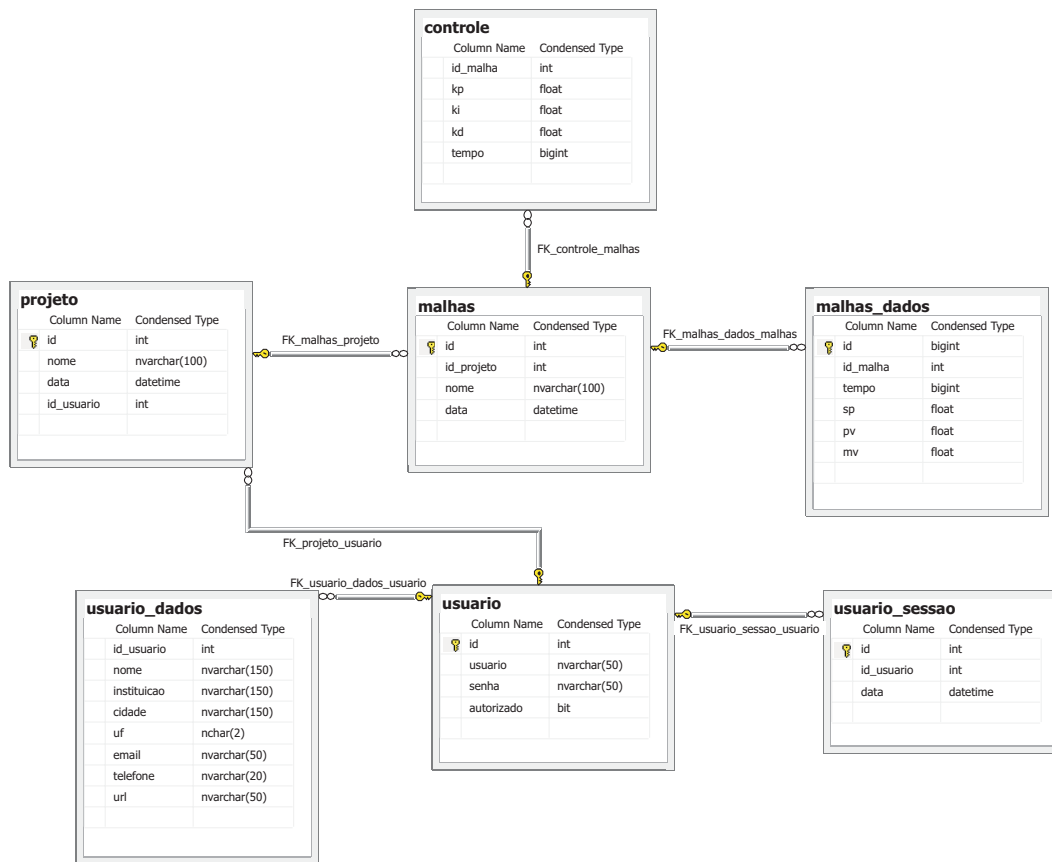 controle
Column Name Condensed Type
id_malha int
kp float
ki float
kd float
tempo bigint
FK_controle_malhas
projeto
Column Name Condensed Type
id int
nome nvarchar(100)
data datetime
id_usuario int
FK_malhas_projeto
malhas
Column Name Condensed Type
id int
id_projeto int
nome nvarchar(100)
data datetime
FK_malhas_dados_malhas
malhas_dados
Column Name Condensed Type
id bigint
id_malha int
tempo bigint
sp float
pv float
mv float
FK_projeto_usuario
FK_usuario_dados_usuario
usuario_dados
Column Name Condensed Type
id_usuario int
nome nvarchar(150)
instituicao nvarchar(150)
cidade nvarchar(150)
uf nchar(2)
email nvarchar(50)
telefone nvarchar(20)
url nvarchar(50)
usuario
Column Name Condensed Type
id int
usuario nvarchar(50)
senha nvarchar(50)
autorizado bit
FK_usuario_sessao_usuario
usuario_sessao
Column Name Condensed Type
id int
id_usuario int
data datetime